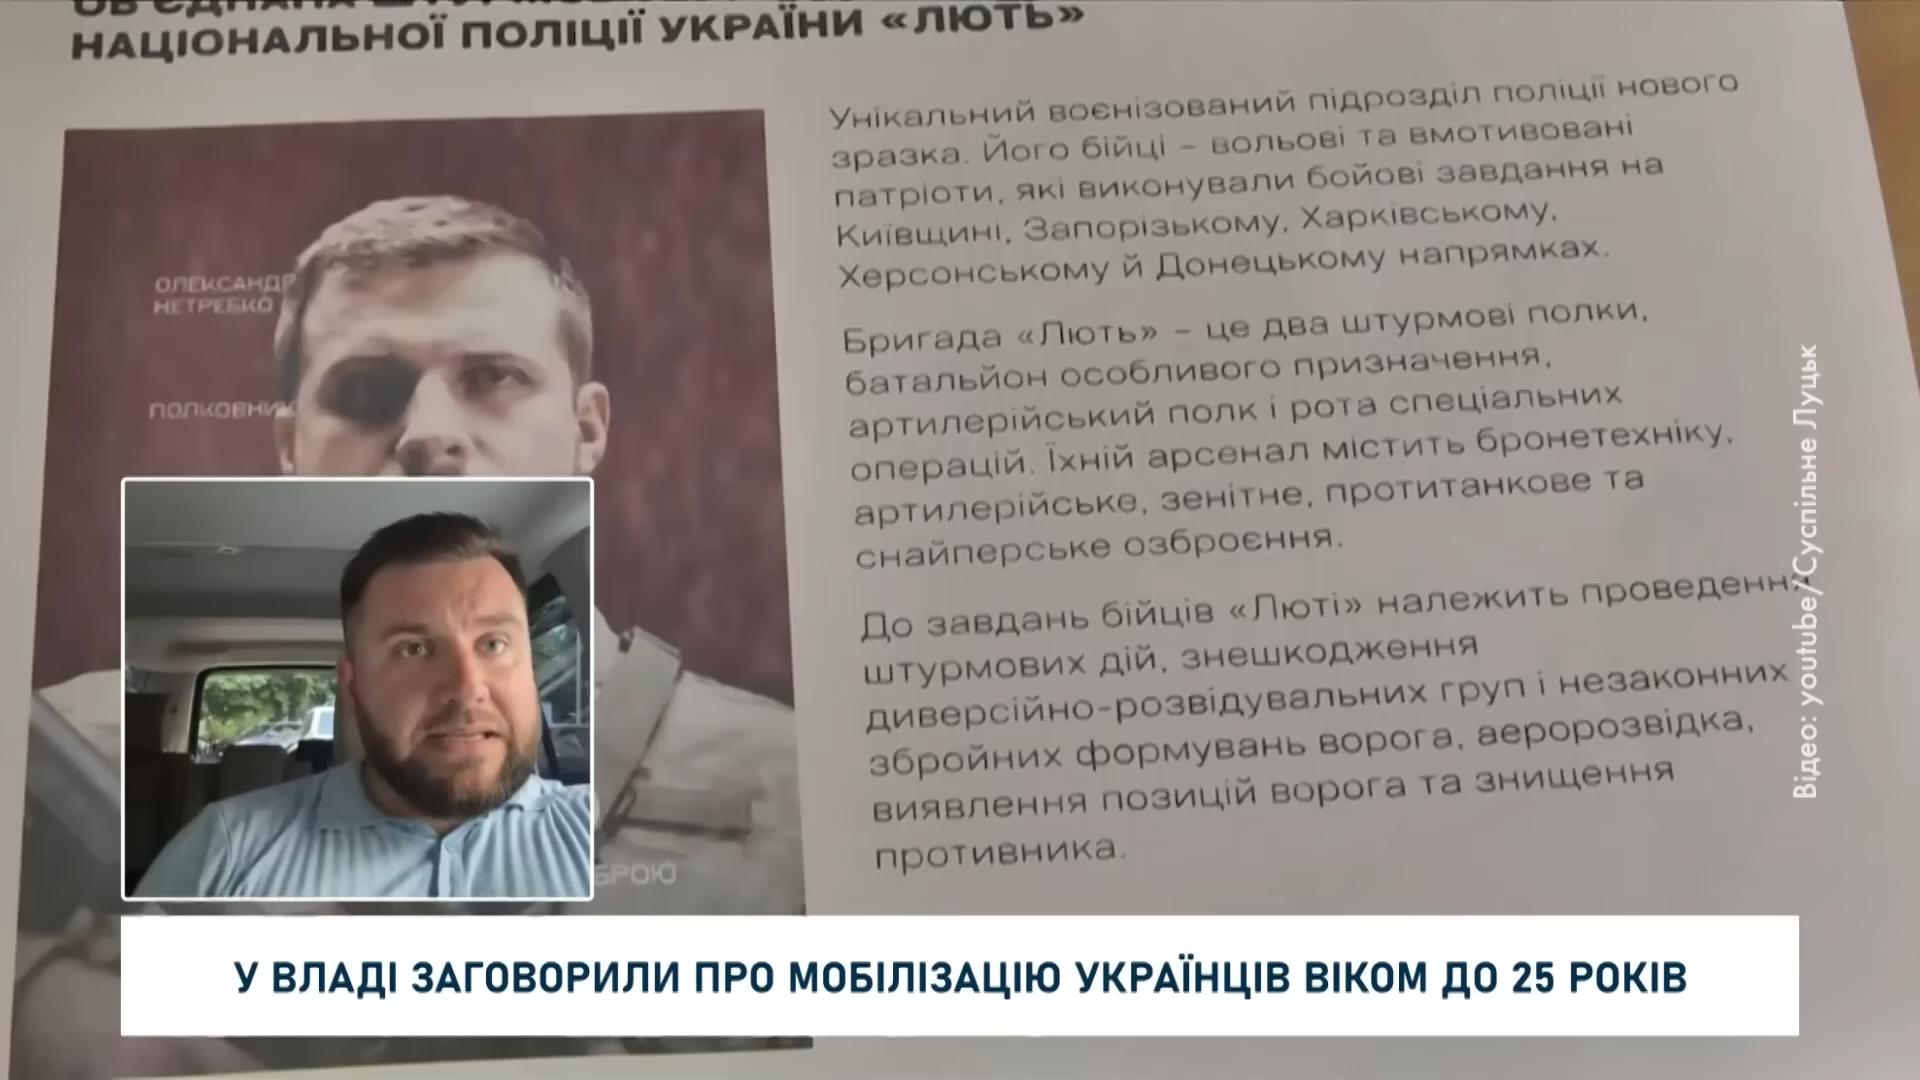 НАЦІОНАЛЬНОЇ ПОЛІЦІЇ УКРАЇНИ «ЛЮТЬ»
ОЛЕКСАНДР
НЕТРЕБКО
ПОЛКОВНИК
Унікальний воєнізований підрозділ поліції нового
зразка. Його бійці – вольові та вмотивовані
патріоти, які виконували бойові завдання на
Київщині, Запорізькому, Харківському,
Херсонському й Донецькому напрямках.
Бригада «Лють» – це два штурмові полки,
батальйон особливого призначення,
артилерійський полк і рота спеціальних
операцій. Їхній арсенал містить бронетехніку,
артилерійське, зенітне, протитанкове та
снайперське озброєння.
До завдань бійців «Люті» належить проведення
штурмових дій, знешкодження
диверсійно-розвідувальних груп і незаконних
збройних формувань ворога, аеророзвідка,
виявлення позицій ворога та знищення
противника.
Відео: youtube/Суспільне Луцьк
У ВЛАДІ ЗАГОВОРИЛИ ПРО МОБІЛІЗАЦІЮ УКРАЇНЦІВ ВІКОМ ДО 25 РОКІВ